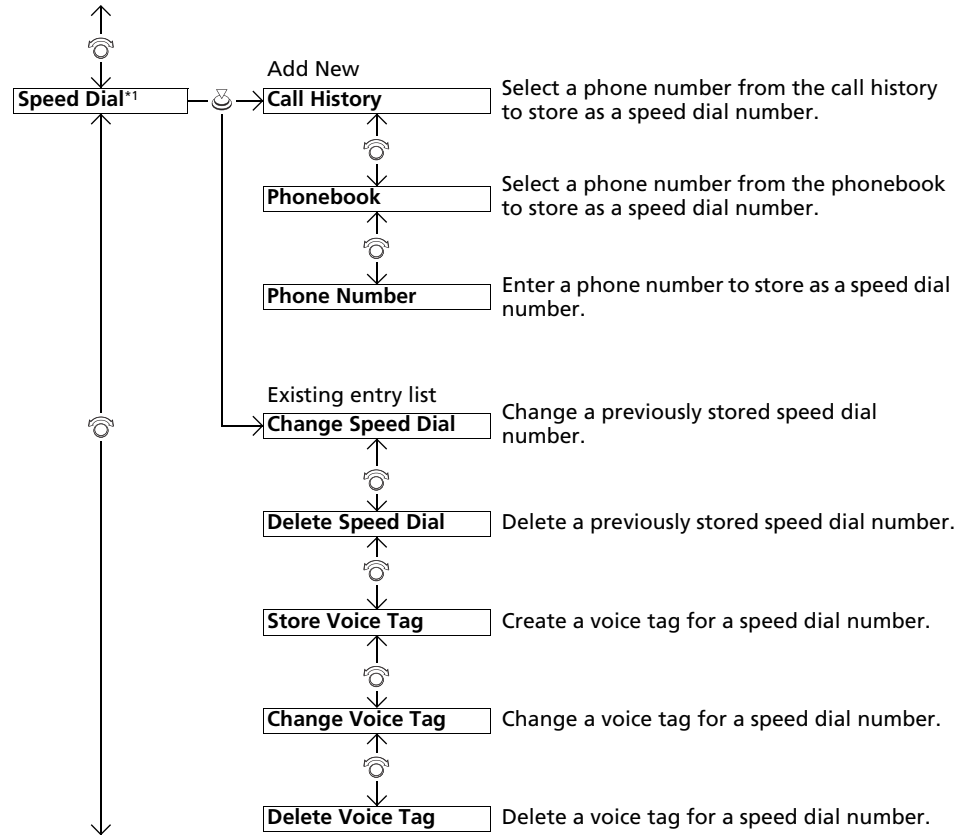 Speed Dial*1
Add New
Call History
Select a phone number from the call history
to store as a speed dial number.
Phonebook
Select a phone number from the phonebook
to store as a speed dial number.
Phone Number
Enter a phone number to store as a speed dial
number.
Existing entry list
Change Speed Dial
Change a previously stored speed dial
number.
Delete Speed Dial
Delete a previously stored speed dial number.
Store Voice Tag
Create a voice tag for a speed dial number.
Change Voice Tag
Change a voice tag for a speed dial number.
Delete Voice Tag
Delete a voice tag for a speed dial number.